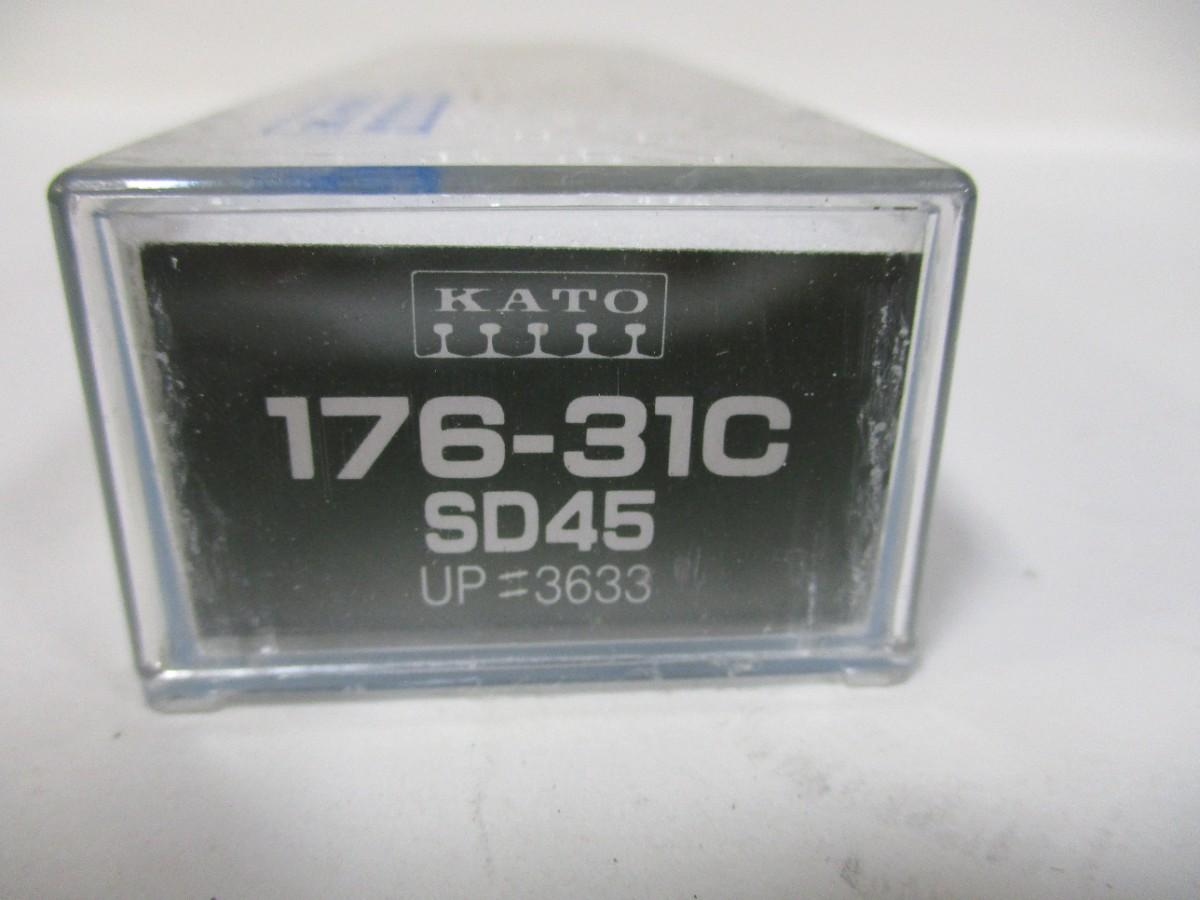 KATO
176-31C
SD45
UP #3633